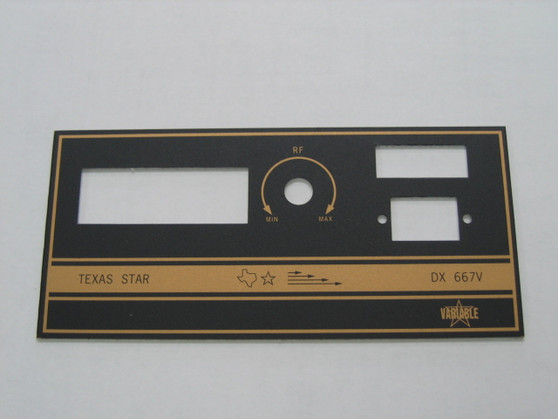 RF
MIN MAX
TEXAS STAR DX 667V
VARIABLE